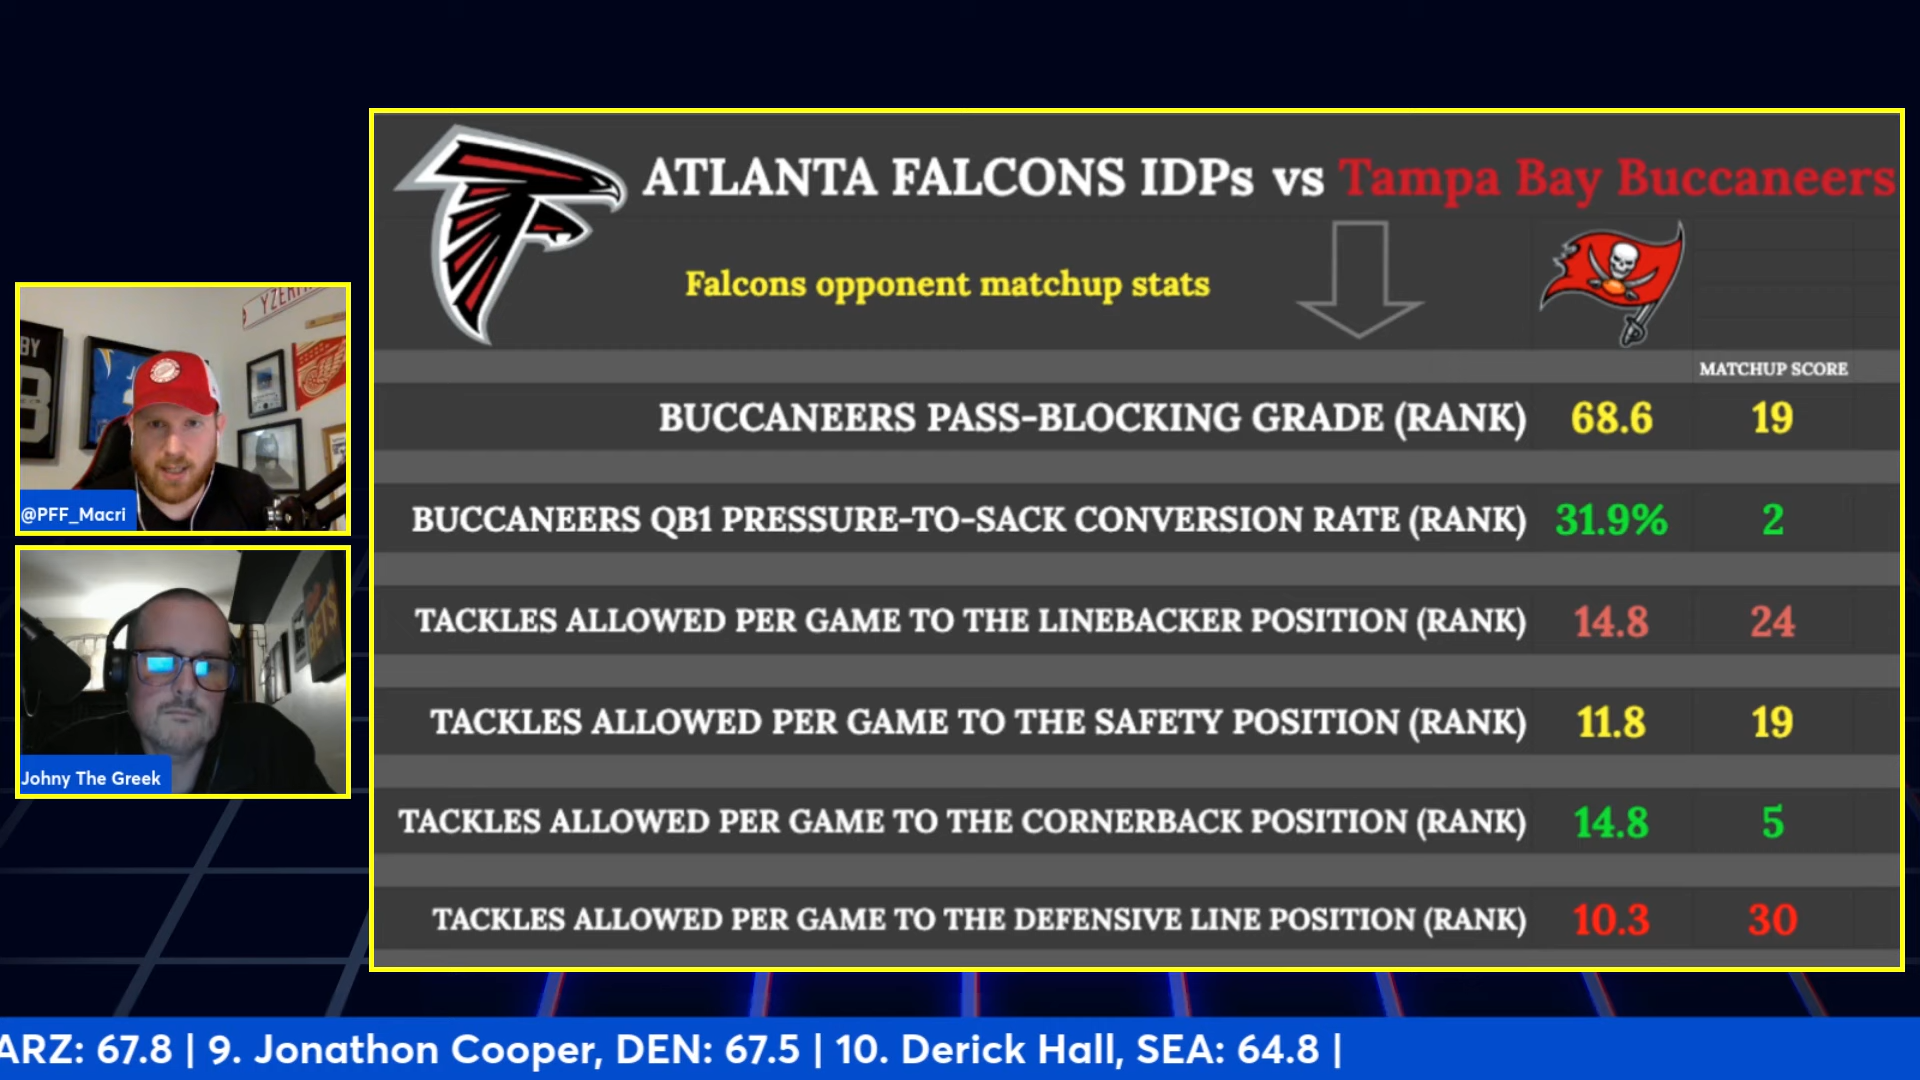 ATLANTA FALCONS IDPs vs Tampa Bay Buccaneers
Falcons opponent matchup stats
MATCHUP SCORE
BUCCANEERS PASS-BLOCKING GRADE (RANK) 68.6 19
BUCCANEERS QB1 PRESSURE-TO-SACK CONVERSION RATE (RANK) 31.9% 2
TACKLES ALLOWED PER GAME TO THE LINEBACKER POSITION (RANK) 14.8 24
TACKLES ALLOWED PER GAME TO THE SAFETY POSITION (RANK) 11.8 19
TACKLES ALLOWED PER GAME TO THE CORNERBACK POSITION (RANK) 14.8 5
TACKLES ALLOWED PER GAME TO THE DEFENSIVE LINE POSITION (RANK) 10.3 30
BY
8
@PFF_Macri
BETS
Johny The Greek
ARZ: 67.8 | 9. Jonathon Cooper, DEN: 67.5 | 10. Derick Hall, SEA: 64.8 |